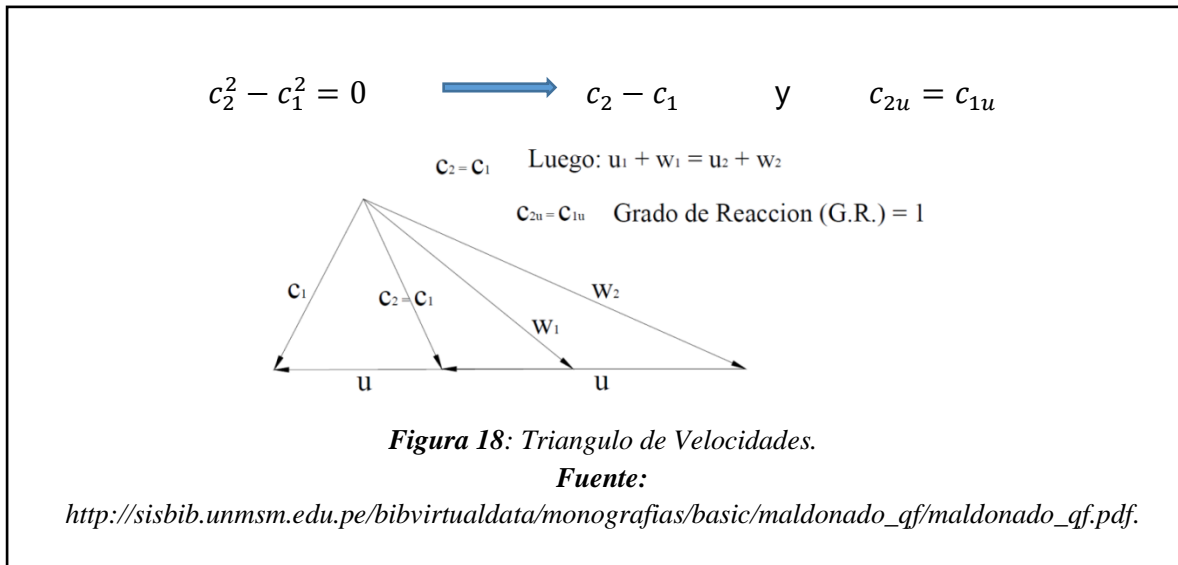 c₂² − c₁² = 0 c₂ − c₁ y c₂ᵤ = c₁ᵤ
C₂ = C₁ Luego: u₁ + w₁ = u₂ + w₂
C₂ᵤ = C₁ᵤ Grado de Reaccion (G.R.) = 1
C₁ C₂ = C₁ W₁ W₂
u u
Figura 18: Triangulo de Velocidades.
Fuente:
http://sisbib.unmsm.edu.pe/bibvirtualdata/monografias/basic/maldonado_qf/maldonado_qf.pdf.